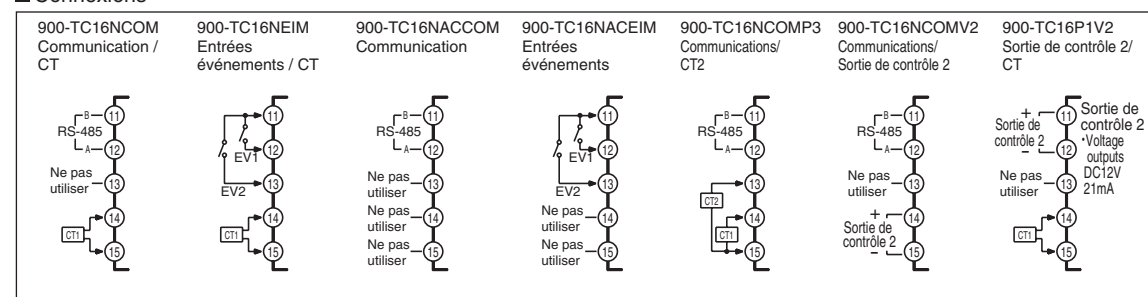 Connexions
900-TC16NCOM
Communication /
CT
B
11
RS-485
A
12
Ne pas
utiliser
13
14
CT1
15
900-TC16NEIM
Entrées
événements / CT
11
12
EV1
13
EV2
14
CT1
15
900-TC16NACCOM
Communication
B
11
RS-485
A
12
Ne pas
utiliser
13
Ne pas
utiliser
14
Ne pas
utiliser
15
900-TC16NACEIM
Entrées
événements
11
12
EV1
13
EV2
Ne pas
utiliser
14
Ne pas
utiliser
15
900-TC16NCOMP3
Communications/
CT2
B
11
RS-485
A
12
13
CT2
14
CT1
15
900-TC16NCOMV2
Communications/
Sortie de contrôle 2
B
11
RS-485
A
12
Ne pas
utiliser
13
+
14
Sortie de
contrôle 2
−
15
900-TC16P1V2
Sortie de contrôle 2/
CT
+
11
Sortie de
contrôle 2
−
12
Ne pas
utiliser
13
14
CT1
15
Sortie de
contrôle 2
・Voltage
outputs
DC12V
21mA